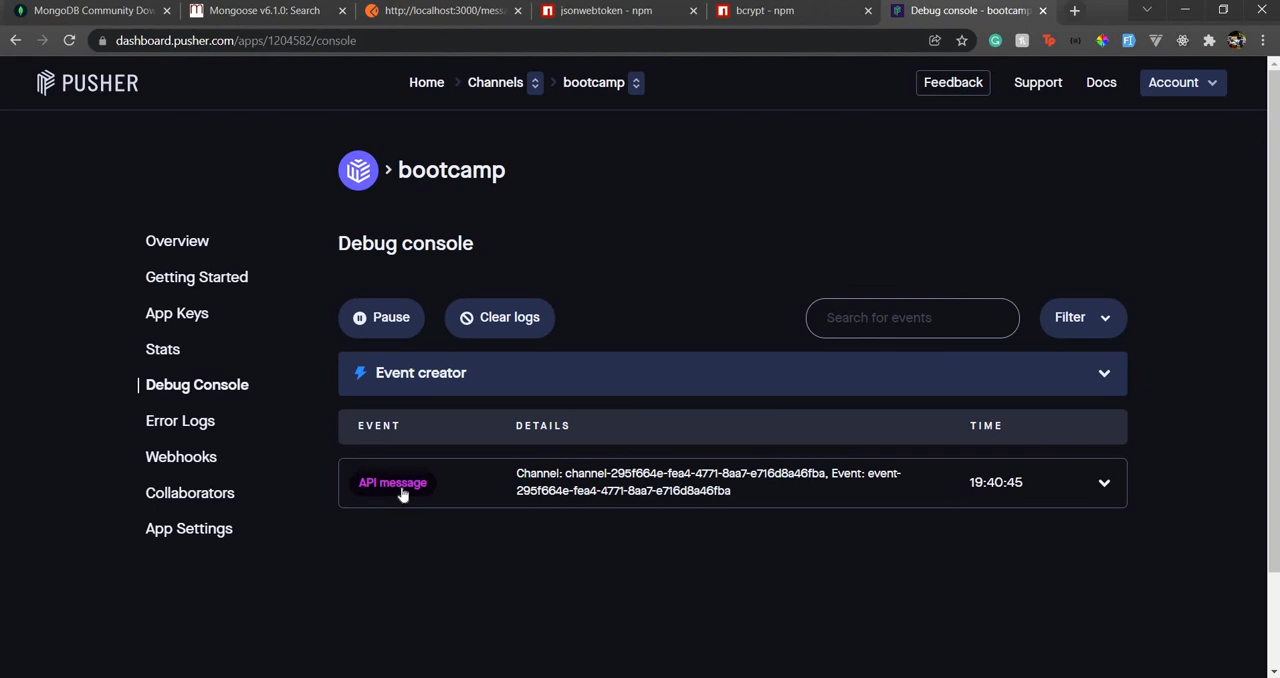 MongoDB Community Dow
Mongoose v6.1.0: Search
http://localhost:3000/messa
jsonwebtoken - npm
bcrypt - npm
Debug console - bootcamp
dashboard.pusher.com/apps/1204582/console
PUSHER
Home
Channels
bootcamp
Feedback
Support
Docs
Account
bootcamp
Overview
Getting Started
App Keys
Stats
Debug Console
Error Logs
Webhooks
Collaborators
App Settings
Debug console
Pause
Clear logs
Search for events
Filter
Event creator
EVENT DETAILS TIME
API message
Channel: channel-295f664e-fea4-4771-8aa7-e716d8a46fba, Event: event-
295f664e-fea4-4771-8aa7-e716d8a46fba
19:40:45